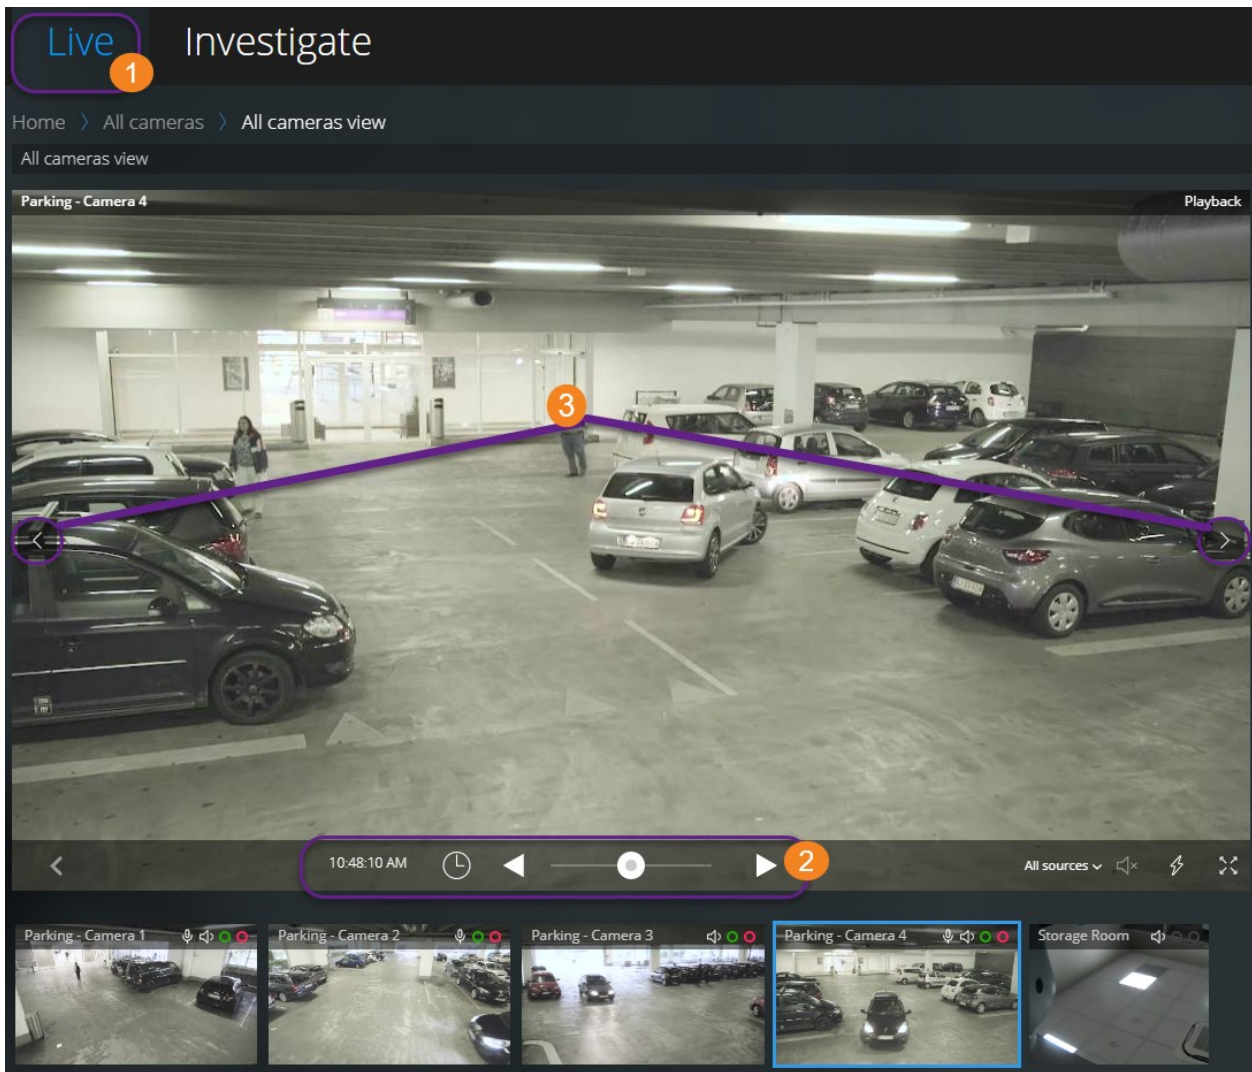 Live Investigate
1
Home 〉 All cameras 〉 All cameras view
All cameras view
Parking - Camera 4 Playback
3
10:48:10 AM All sources
2
Parking - Camera 1 Parking - Camera 2 Parking - Camera 3 Parking - Camera 4 Storage Room